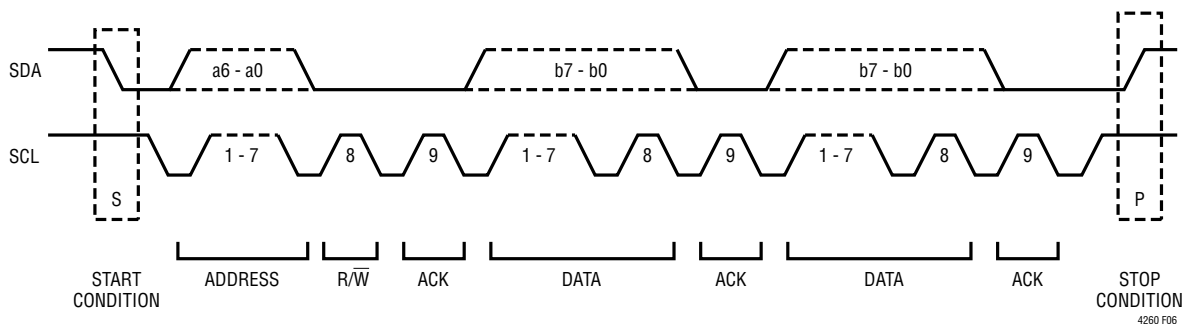 SDA
a6 - a0
b7 - b0
b7 - b0
SCL
1 - 7
8
9
1 - 7
8
9
1 - 7
8
9
S
P
START
CONDITION
ADDRESS
R/W̅
ACK
DATA
ACK
DATA
ACK
STOP
CONDITION
4260 F06